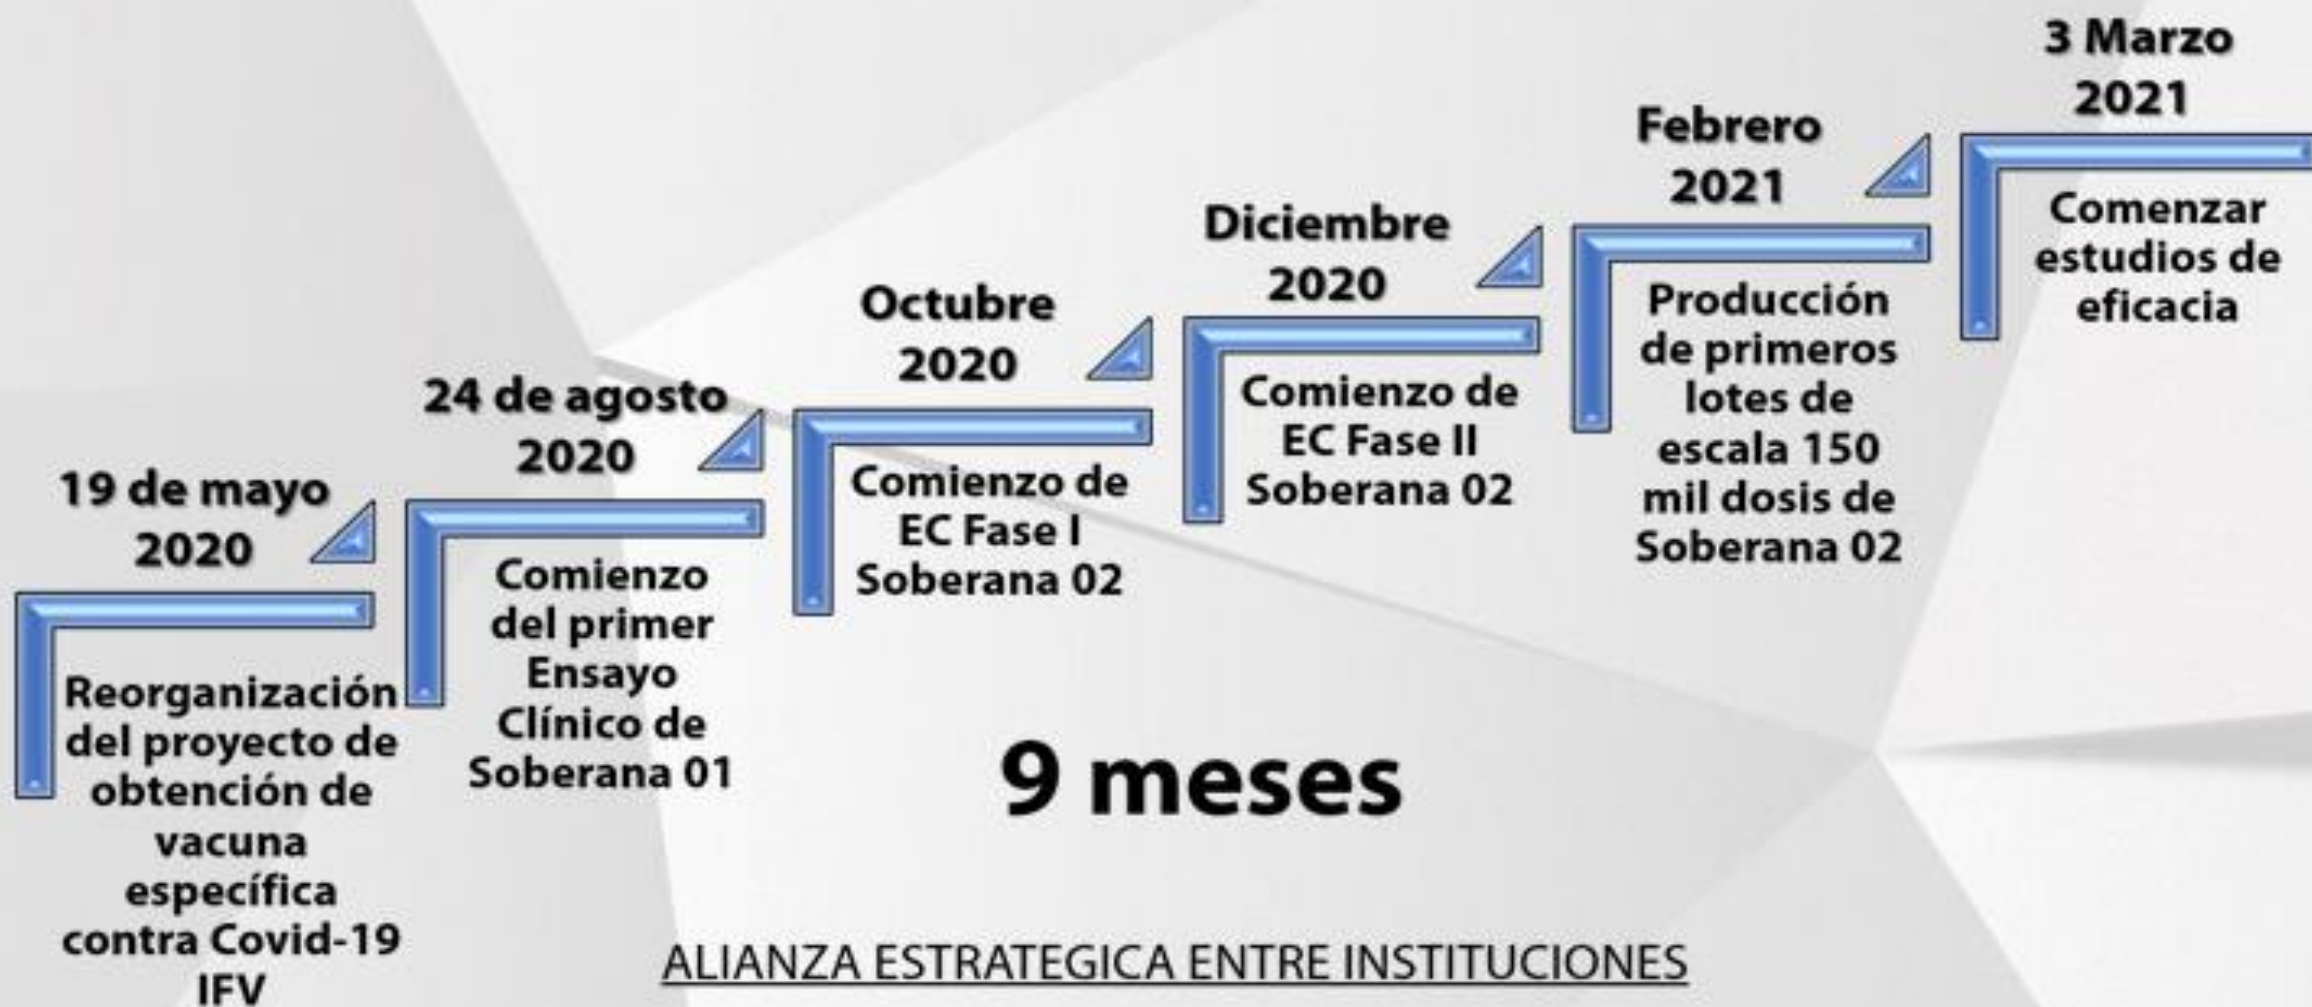 19 de mayo
2020
Reorganización
del proyecto de
obtención de
vacuna
específica
contra Covid-19
IFV
24 de agosto
2020
Comienzo
del primer
Ensayo
Clínico de
Soberana 01
Octubre
2020
Comienzo de
EC Fase I
Soberana 02
Diciembre
2020
Comienzo de
EC Fase II
Soberana 02
Febrero
2021
Producción
de primeros
lotes de
escala 150
mil dosis de
Soberana 02
3 Marzo
2021
Comenzar
estudios de
eficacia
9 meses
ALIANZA ESTRATEGICA ENTRE INSTITUCIONES